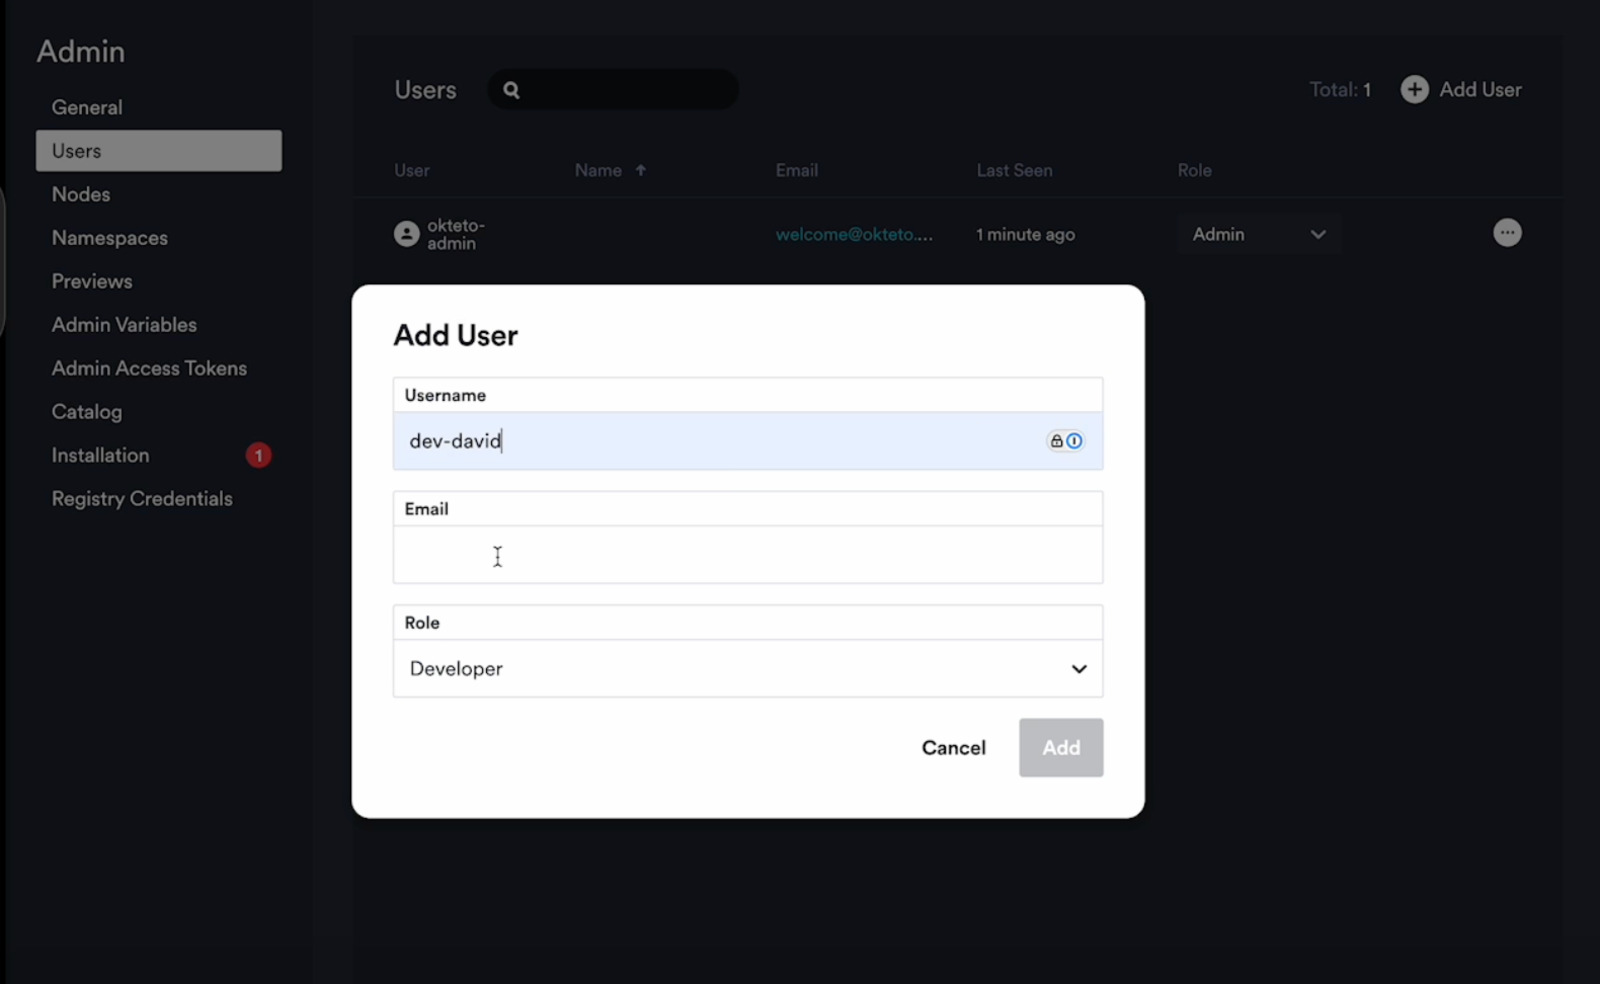 Admin
General
Users
Nodes
Namespaces
Previews
Admin Variables
Admin Access Tokens
Catalog
Installation 1
Registry Credentials
Users
Total: 1
Add User
User Name Email Last Seen Role
okteto-
admin
welcome@okteto.... 1 minute ago Admin
Add User
Username
dev-david
Email
Role
Developer
Cancel Add